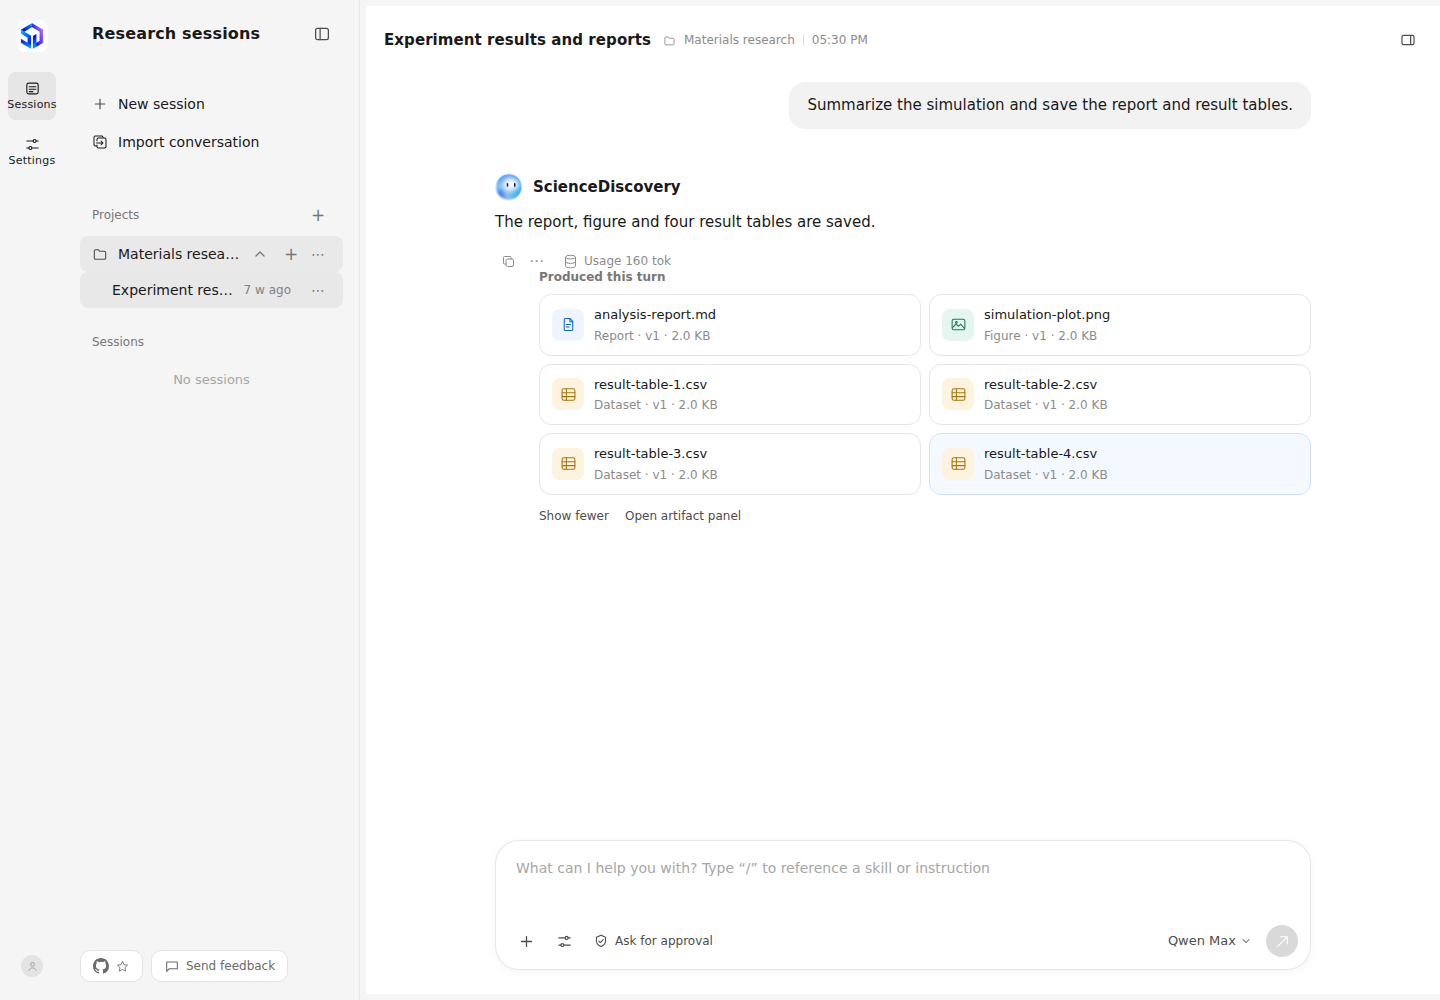 Research sessions
Sessions
Settings
New session
Import conversation
Projects
Materials resea...
Experiment res... 7 w ago
Sessions
No sessions
Send feedback
Experiment results and reports Materials research 05:30 PM
Summarize the simulation and save the report and result tables.
ScienceDiscovery
The report, figure and four result tables are saved.
Usage 160 tok
Produced this turn
analysis-report.md
Report · v1 · 2.0 KB
simulation-plot.png
Figure · v1 · 2.0 KB
result-table-1.csv
Dataset · v1 · 2.0 KB
result-table-2.csv
Dataset · v1 · 2.0 KB
result-table-3.csv
Dataset · v1 · 2.0 KB
result-table-4.csv
Dataset · v1 · 2.0 KB
Show fewer Open artifact panel
What can I help you with? Type “/” to reference a skill or instruction
Ask for approval
Qwen Max